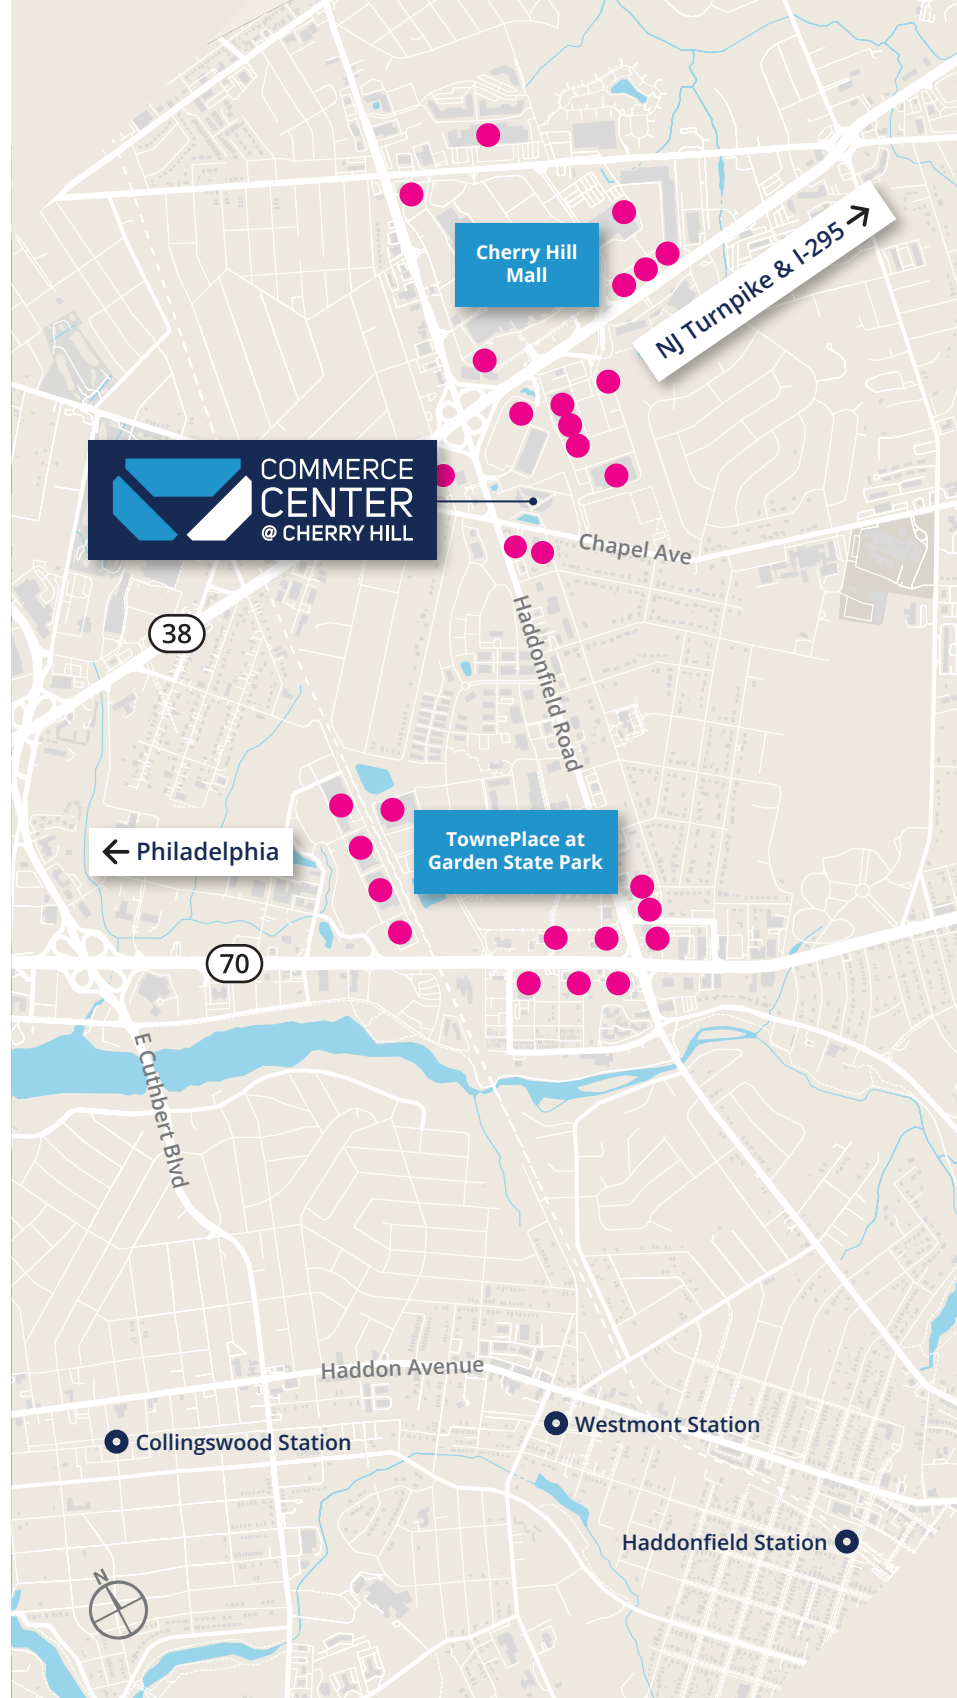 Cherry Hill
Mall
NJ Turnpike & I-295
COMMERCE
CENTER
@ CHERRY HILL
Chapel Ave
38
Haddonfield Road
TownePlace at
Garden State Park
Philadelphia
70
E Cuthbert Blvd
Haddon Avenue
Westmont Station
Collingswood Station
Haddonfield Station
N